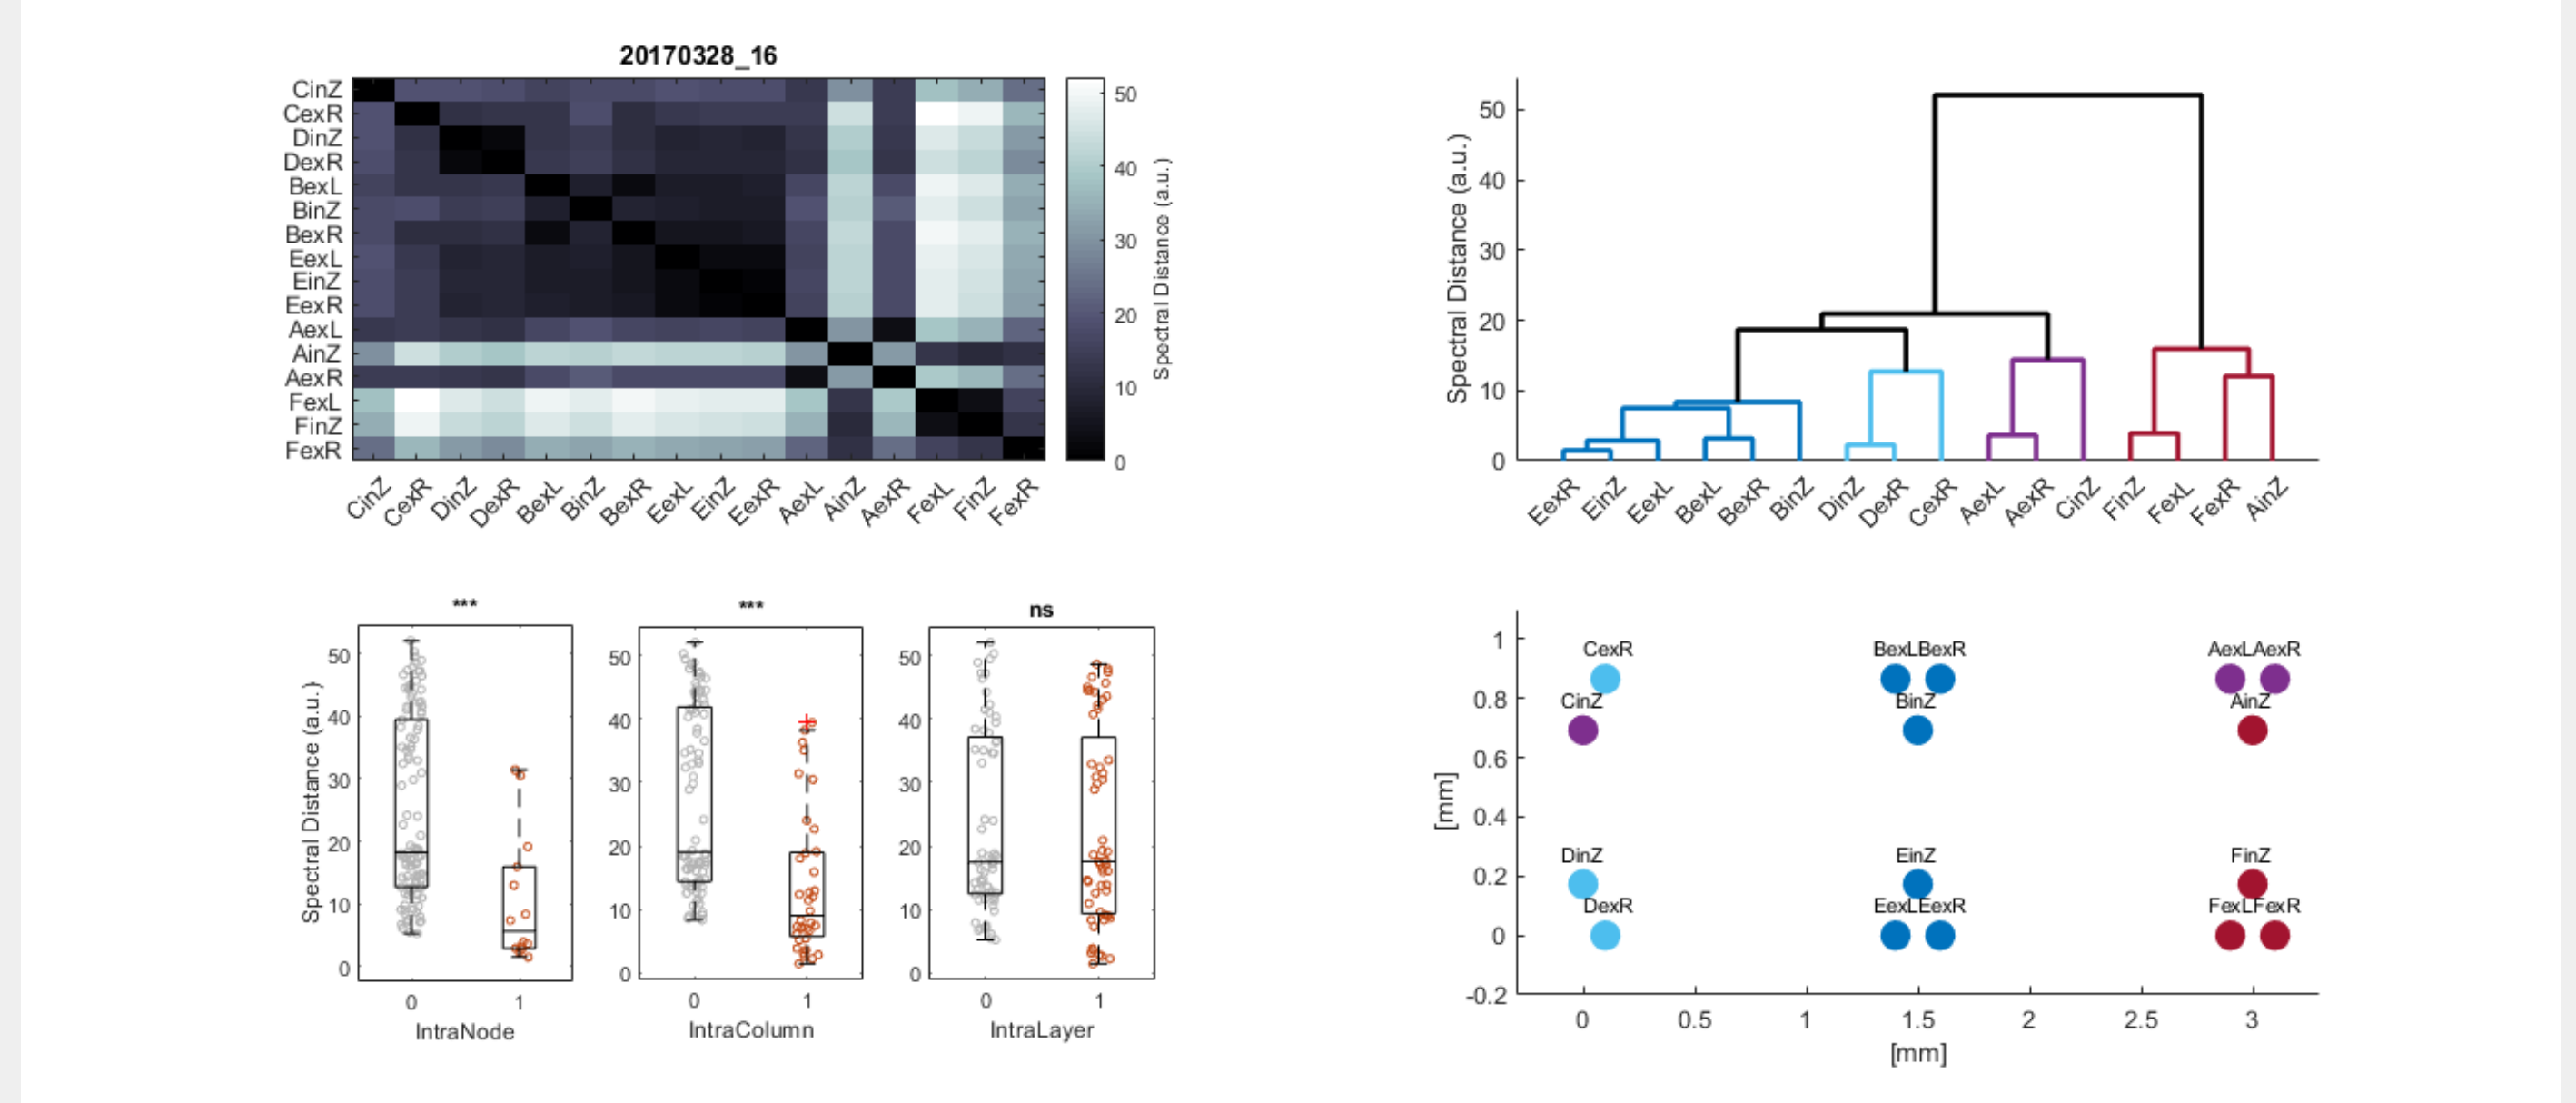 20170328_16
CinZ
CexR
DinZ
DexR
BexL
BinZ
BexR
EexL
EinZ
EexR
AexL
AinZ
AexR
FexL
FinZ
FexR
CinZ CexR DinZ DexR BexL BinZ BexR EexL EinZ EexR AexL AinZ AexR FexL FinZ FexR
50
40
30
20
10
0
Spectral Distance (a.u.)
Spectral Distance (a.u.)
50
40
30
20
10
0
EexR EinZ EexL BexL BexR BinZ DinZ DexR CexR AexL AexR CinZ FinZ FexL FexR AinZ
***
Spectral Distance (a.u.)
50
40
30
20
10
0
0 1
IntraNode
***
50
40
30
20
10
0
0 1
IntraColumn
ns
50
40
30
20
10
0
0 1
IntraLayer
[mm]
1
0.8
0.6
0.4
0.2
0
-0.2
CexR BexLBexR AexLAexR
CinZ BinZ AinZ
DinZ EinZ FinZ
DexR EexLEexR FexLFexR
0 0.5 1 1.5 2 2.5 3
[mm]